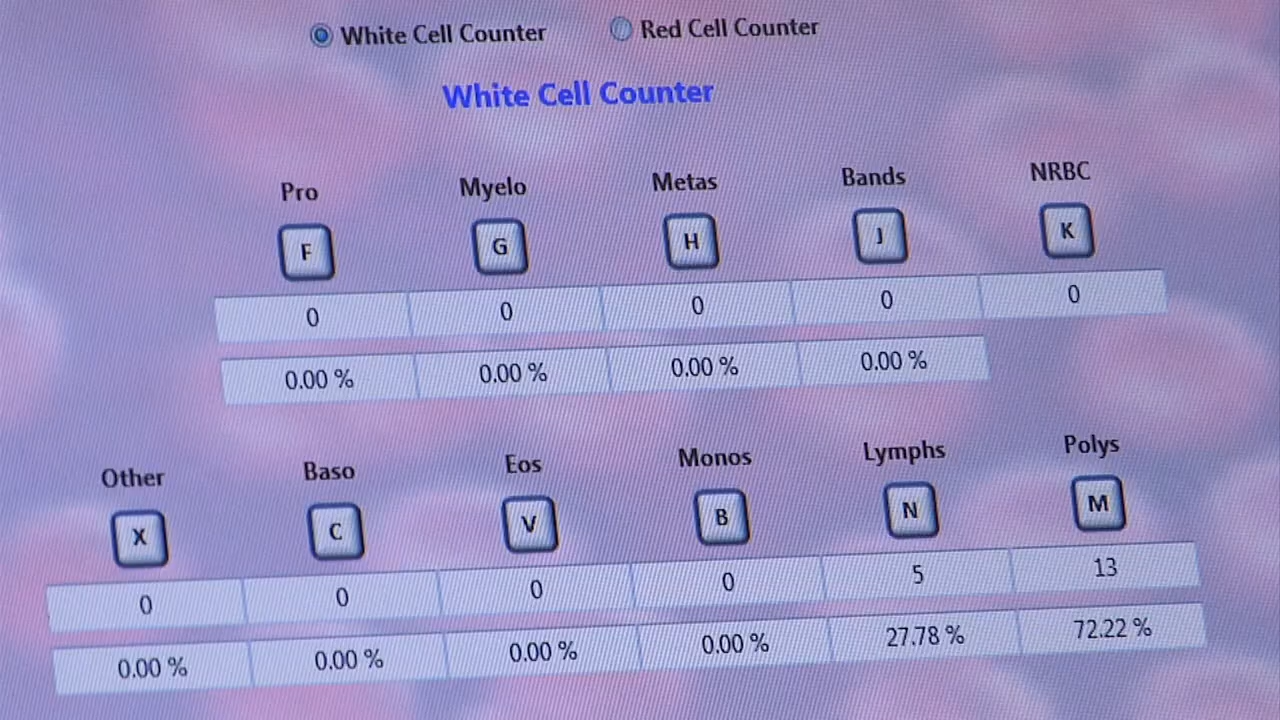 White Cell Counter Red Cell Counter
White Cell Counter
Pro Myelo Metas Bands NRBC
F G H J K
0 0 0 0 0
0.00 % 0.00 % 0.00 % 0.00 %
Other Baso Eos Monos Lymphs Polys
X C V B N M
0 0 0 0 5 13
0.00 % 0.00 % 0.00 % 0.00 % 27.78 % 72.22 %